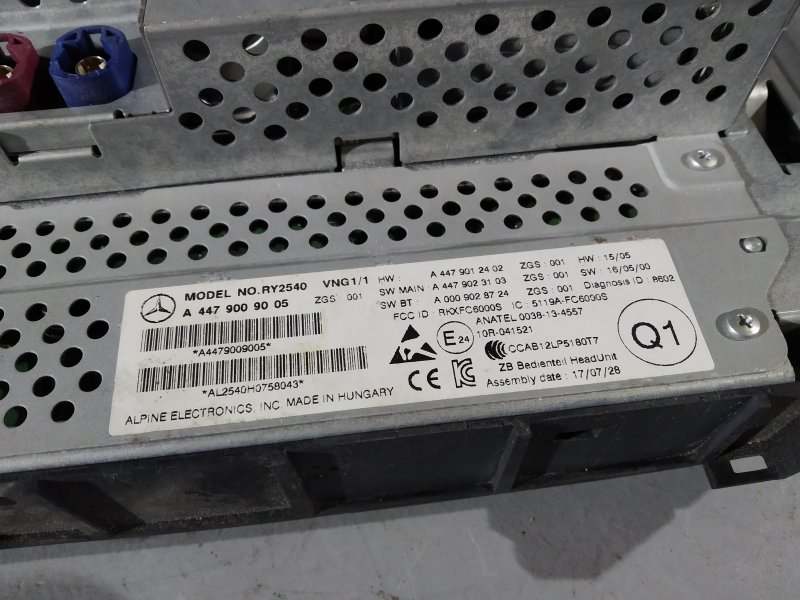 MODEL NO.RY2540 VNG1/1 HW : A 447 901 24 02 ZGS : 001 HW : 15/05
A 447 900 90 05 ZGS : 001 SW MAIN : A 447 902 31 03 ZGS : 001 SW : 16/05/00
SW BT : A 000 902 87 24 ZGS : 001 Diagnosis ID : 8602
FCC ID : RHXFC6000S IC : 5119A-FC6000S
*A4479009005*
E24 ANATEL 0038-13-4557
10R-041521
CCAB12LP5180T7
Q1
*AL2540H0758043*
CE
ZB Bedienteil HeadUnit
Assembly date : 17/07/28
ALPINE ELECTRONICS, INC. MADE IN HUNGARY